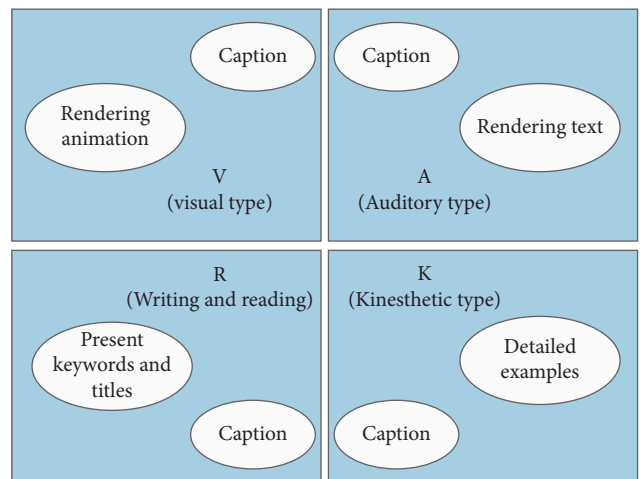 Caption
Rendering
animation
V
(visual type)
Caption
Rendering text
A
(Auditory type)
R
(Writing and reading)
Present
keywords and
titles
Caption
K
(Kinesthetic type)
Detailed
examples
Caption